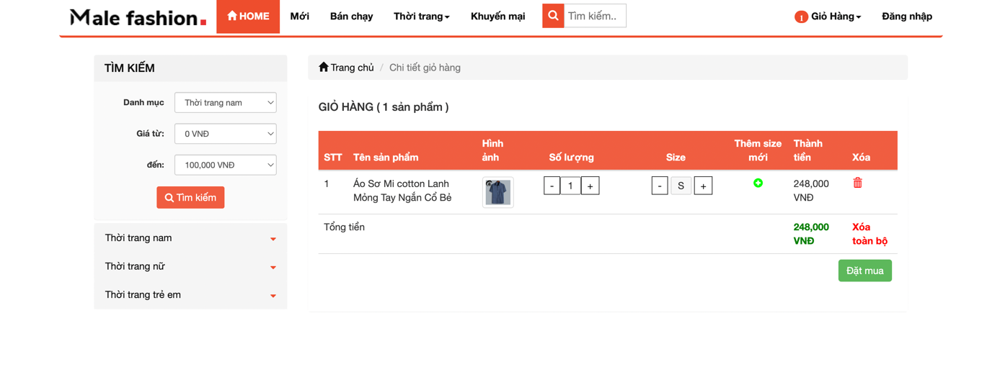 Male fashion.
HOME
Mới
Bán chạy
Thời trang
Khuyến mại
Tìm kiếm..
1 Giỏ Hàng
Đăng nhập
TÌM KIẾM
Danh mục Thời trang nam
Giá từ: 0 VNĐ
đến: 100,000 VNĐ
Tìm kiếm
Thời trang nam
Thời trang nữ
Thời trang trẻ em
Trang chủ / Chi tiết giỏ hàng
GIỎ HÀNG ( 1 sản phẩm )
STT
Tên sản phẩm
Hình
ảnh
Số lượng
Size
Thêm size
mới
Thành
tiền
Xóa
1
Áo Sơ Mi cotton Lanh
Mỏng Tay Ngắn Cổ Bẻ
- 1 +
- S +
248,000
VNĐ
Tổng tiền
248,000
VNĐ
Xóa
toàn bộ
Đặt mua